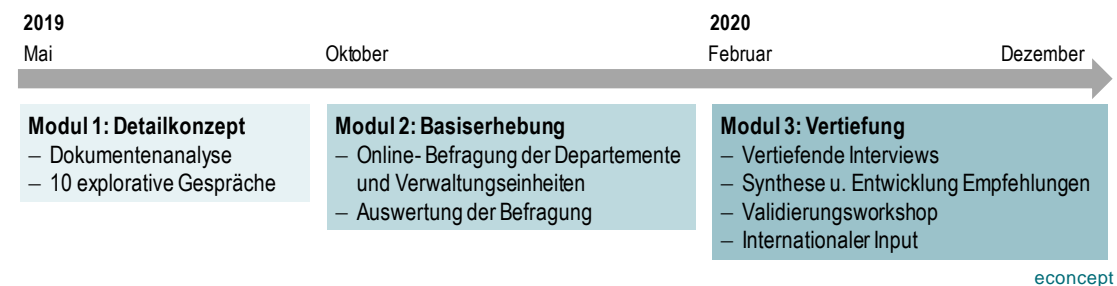 2019
2020
Mai
Oktober
Februar
Dezember
Modul 1: Detailkonzept
– Dokumentenanalyse
– 10 explorative Gespräche
Modul 2: Basiserhebung
– Online- Befragung der Departemente
und Verwaltungseinheiten
– Auswertung der Befragung
Modul 3: Vertiefung
– Vertiefende Interviews
– Synthese u. Entwicklung Empfehlungen
– Validierungsworkshop
– Internationaler Input
econcept